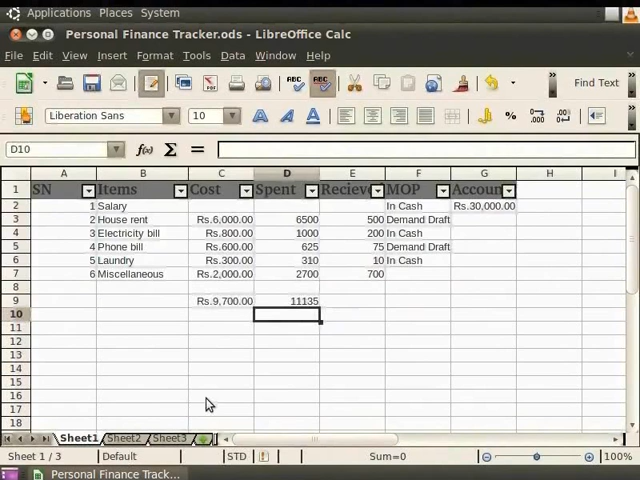 Applications Places System
Personal Finance Tracker.ods - LibreOffice Calc
File Edit View Insert Format Tools Data Window Help
ABC ABC Find Text
Liberation Sans 10 A A A % 0.000 0.000
D10 f(x) Σ =
A B C D E F G H I
1 SN Items Cost Spent Recieve MOP Accoun
2 1 Salary In Cash Rs.30,000.00
3 2 House rent Rs.6,000.00 6500 500 Demand Draft
4 3 Electricity bill Rs.800.00 1000 200 In Cash
5 4 Phone bill Rs.600.00 625 75 Demand Draft
6 5 Laundry Rs.300.00 310 10 In Cash
7 6 Miscellaneous Rs.2,000.00 2700 700
8
9 Rs.9,700.00 11135
10
11
12
13
14
15
16
17
18
Sheet1 Sheet2 Sheet3
Sheet 1 / 3 Default STD Sum=0 100%
Personal Finance Track...